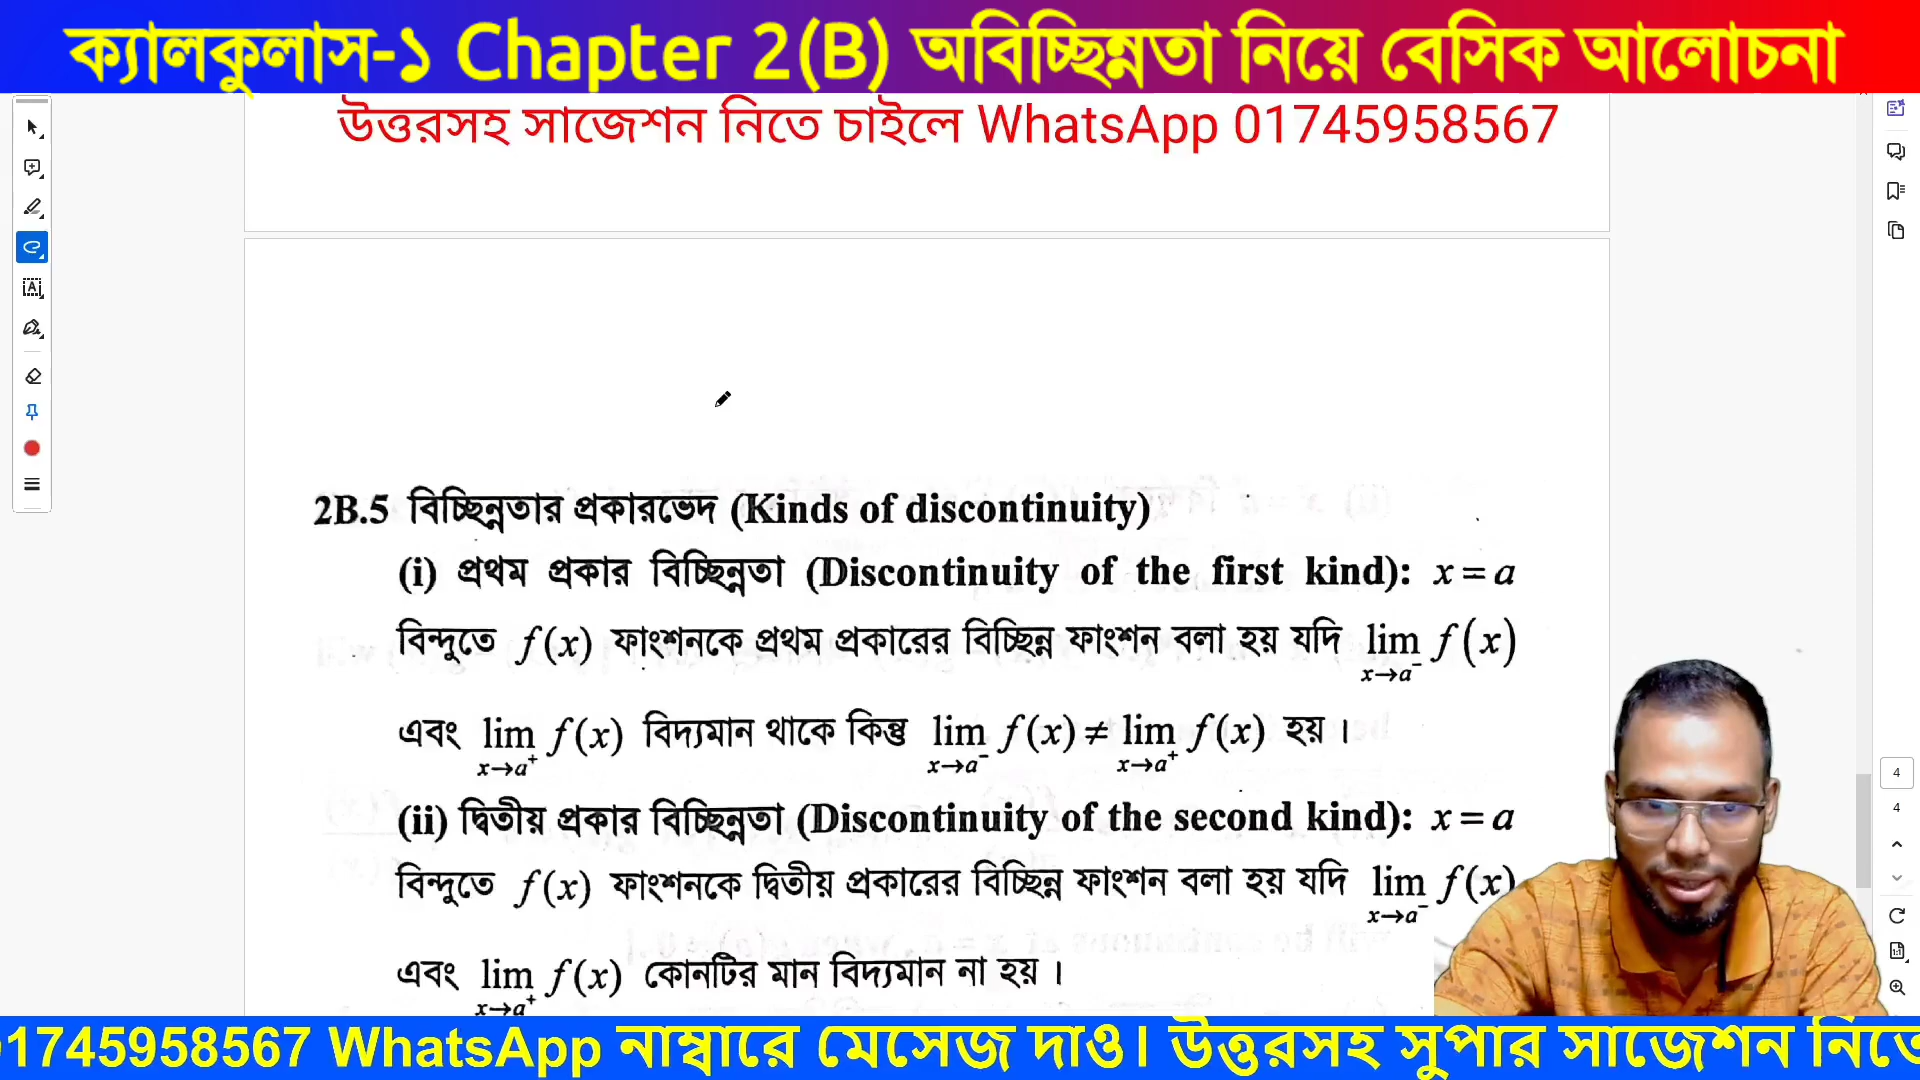 ক্যালকুলাস-১ Chapter 2(B) অবিচ্ছিন্নতা নিয়ে বেসিক আলোচনা
উত্তরসহ সাজেশন নিতে চাইলে WhatsApp 01745958567
2B.5 বিচ্ছিন্নতার প্রকারভেদ (Kinds of discontinuity)
(i) প্রথম প্রকার বিচ্ছিন্নতা (Discontinuity of the first kind): x = a
বিন্দুতে f(x) ফাংশনকে প্রথম প্রকারের বিচ্ছিন্ন ফাংশন বলা হয় যদি lim x→a⁻ f(x)
এবং lim x→a⁺ f(x) বিদ্যমান থাকে কিন্তু lim x→a⁻ f(x) ≠ lim x→a⁺ f(x) হয়।
(ii) দ্বিতীয় প্রকার বিচ্ছিন্নতা (Discontinuity of the second kind): x = a
বিন্দুতে f(x) ফাংশনকে দ্বিতীয় প্রকারের বিচ্ছিন্ন ফাংশন বলা হয় যদি lim x→a⁻ f(x)
এবং lim x→a⁺ f(x) কোনটির মান বিদ্যমান না হয়।
4
4
01745958567 WhatsApp নাম্বারে মেসেজ দাও। উত্তরসহ সুপার সাজেশন নিতে